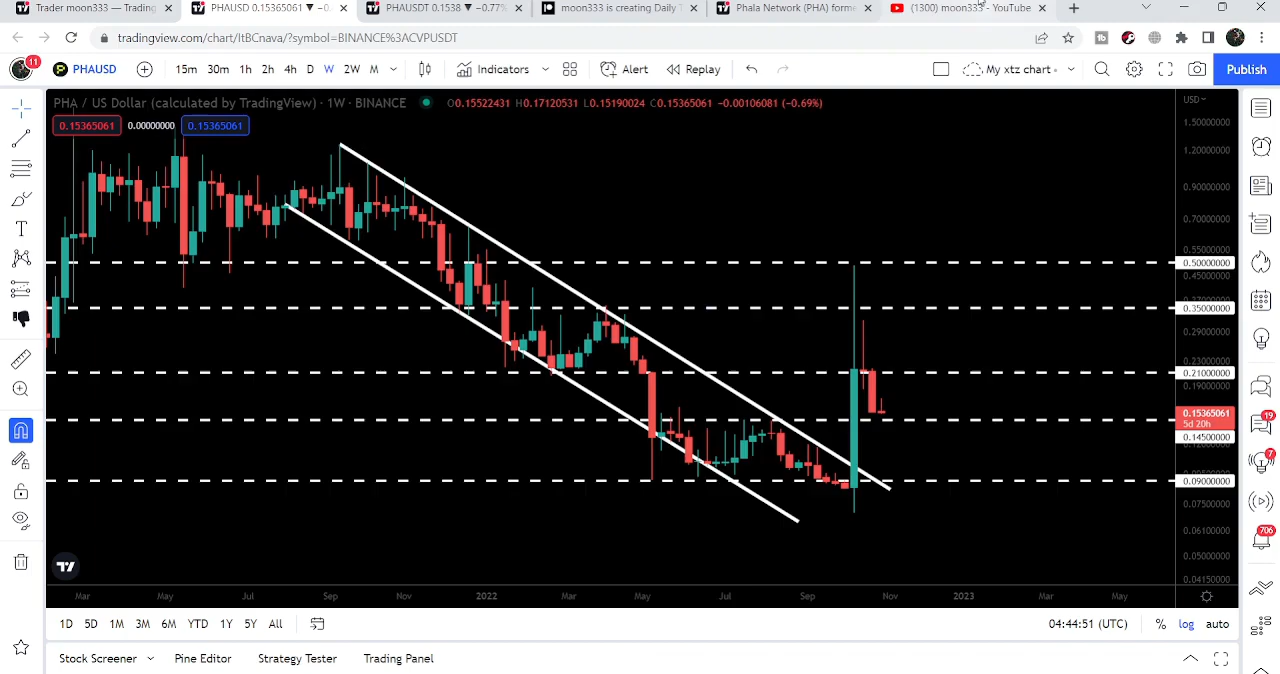 Trader moon333 — Trading
PHAUSD 0.15365061 ▼ −0.
PHAUSDT 0.1538 ▼ −0.77%
moon333 is creating Daily T
Phala Network (PHA) forme
(1300) moon333 - YouTube
tradingview.com/chart/ItBCnava/?symbol=BINANCE%3ACVPUSDT
11
PHAUSD
15m 30m 1h 2h 4h D W 2W M
Indicators
Alert
Replay
My xtz chart
Publish
PHA / US Dollar (calculated by TradingView) · 1W · BINANCE
O0.15522431 H0.17120531 L0.15190024 C0.15365061 −0.00106081 (−0.69%)
USD
0.15365061 0.00000000 0.15365061
1.50000000
1.20000000
0.90000000
0.70000000
0.55000000
0.50000000
0.45000000
0.35000000
0.29000000
0.23000000
0.21000000
0.19000000
0.15365061
5d 20h
0.14500000
0.09000000
0.07500000
0.06100000
0.05000000
0.04150000
19
7
706
Mar May Jul Sep Nov 2022 Mar May Jul Sep Nov 2023 Mar May
1D 5D 1M 3M 6M YTD 1Y 5Y All
04:44:51 (UTC) % log auto
Stock Screener Pine Editor Strategy Tester Trading Panel